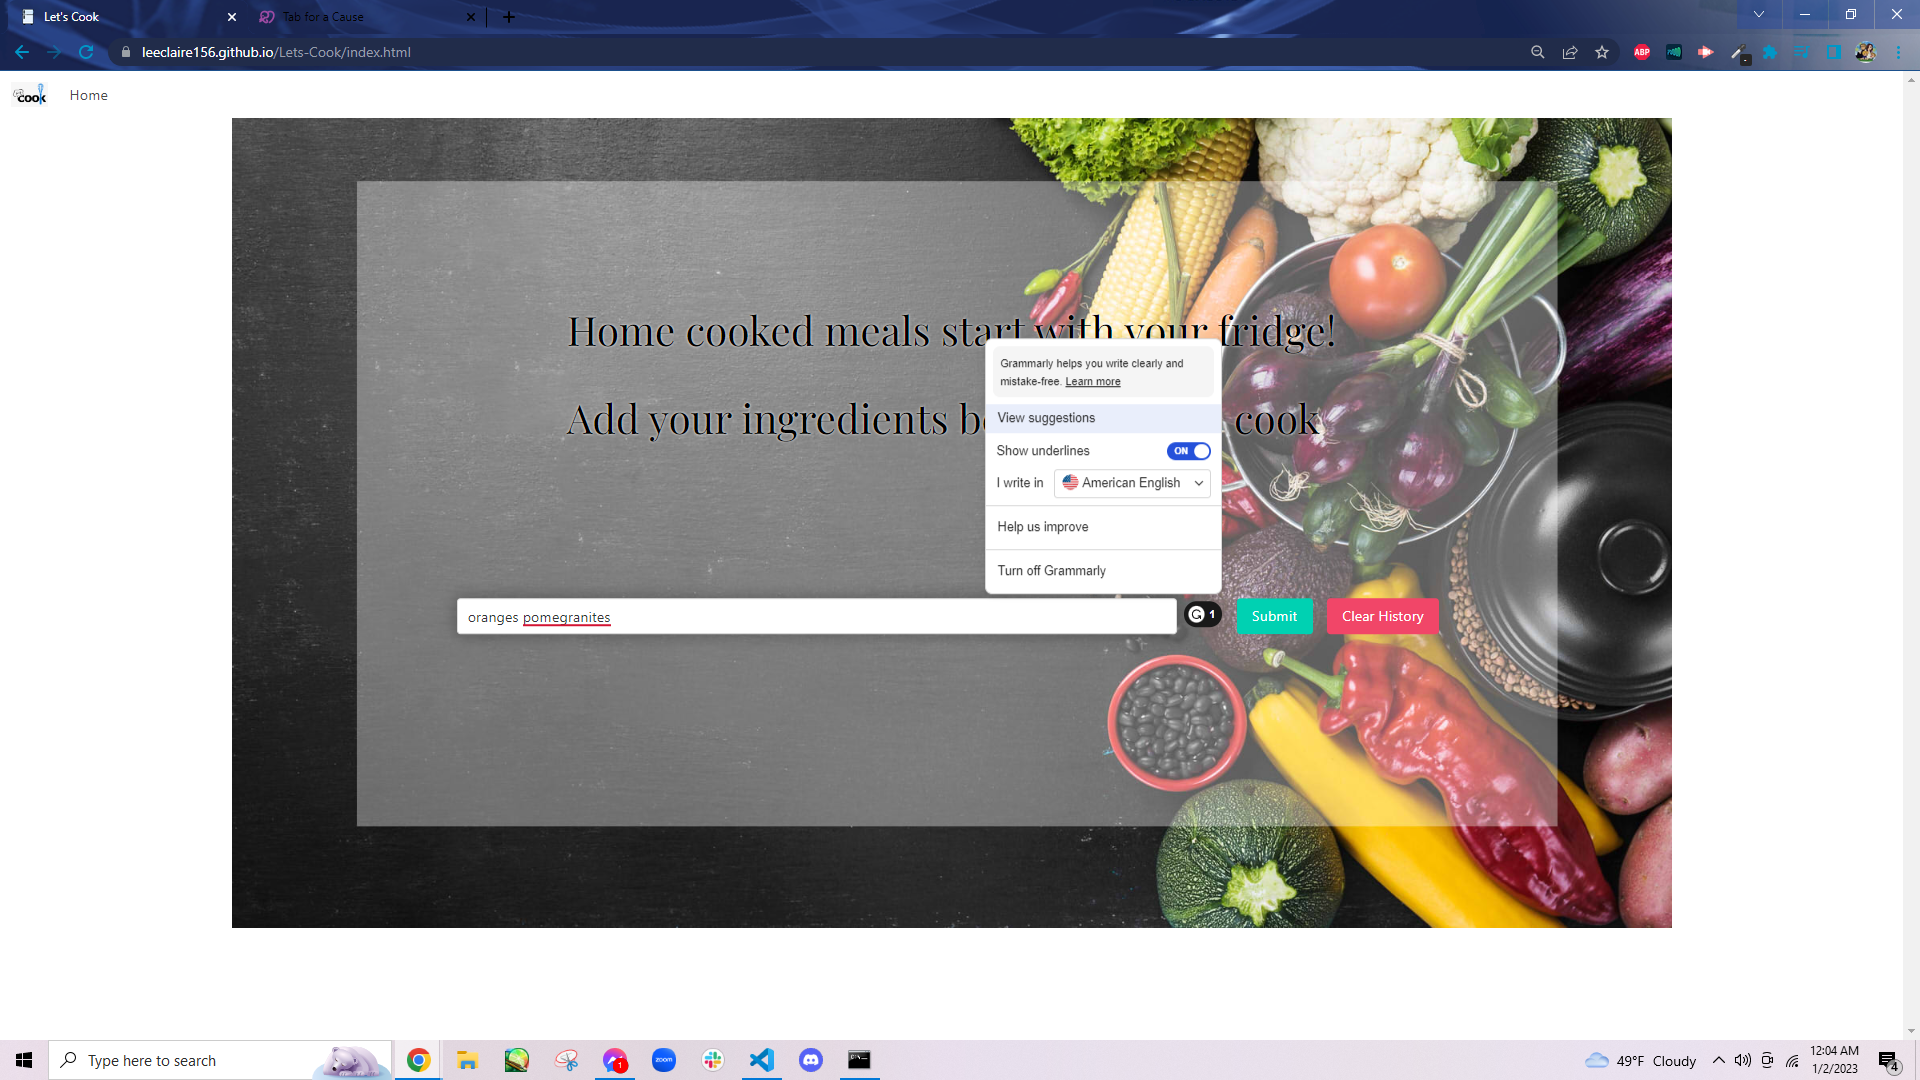 Let's Cook
Tab for a Cause
leeclaire156.github.io/Lets-Cook/index.html
ABP
cook
Home
Home cooked meals start with your fridge!
Grammarly helps you write clearly and
mistake-free. Learn more
Add your ingredients
cook
View suggestions
Show underlines
ON
I write in
American English
Help us improve
Turn off Grammarly
oranges pomegranites
1
Submit
Clear History
Type here to search
1
zoom
49°F Cloudy
12:04 AM
1/2/2023
4